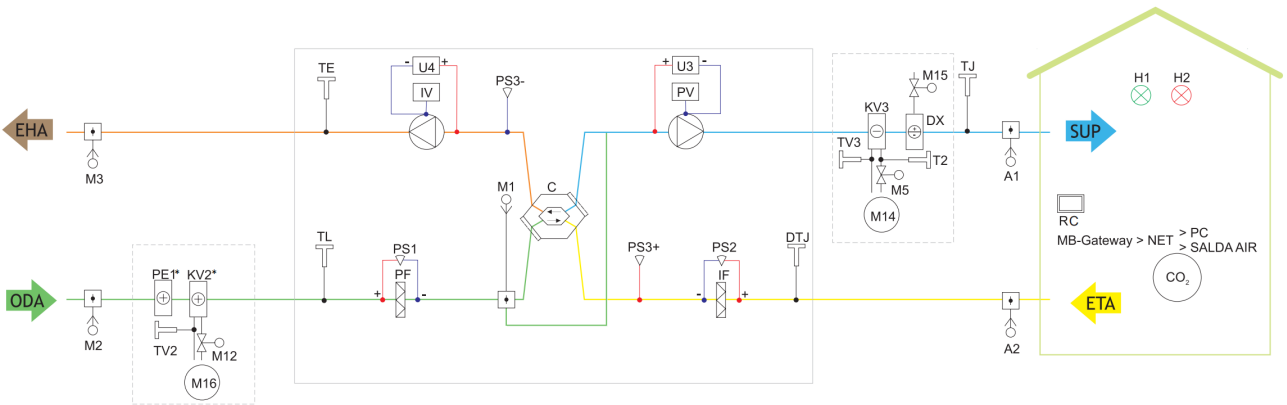 TE
- U4 +
IV
PS3-
+ U3 -
PV
M15
TJ
H1 H2
EHA
KV3
DX
SUP
M3
TV3
T2
A1
M1
C
M5
M14
RC
MB-Gateway > NET > PC
> SALDA AIR
TL
PS1
PF
+ -
PS3+
PS2
IF
- +
DTJ
CO2
PE1* KV2*
ODA
ETA
M2
TV2
M12
M16
A2